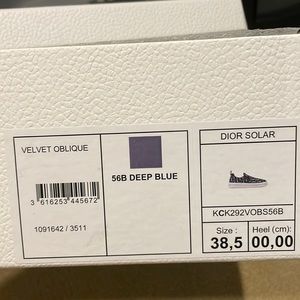 VELVET OBLIQUE
3 616253 445672
1091642 / 3511
56B DEEP BLUE
DIOR SOLAR
KCK292VOBS56B
Size : Heel (cm):
38,5 00,00